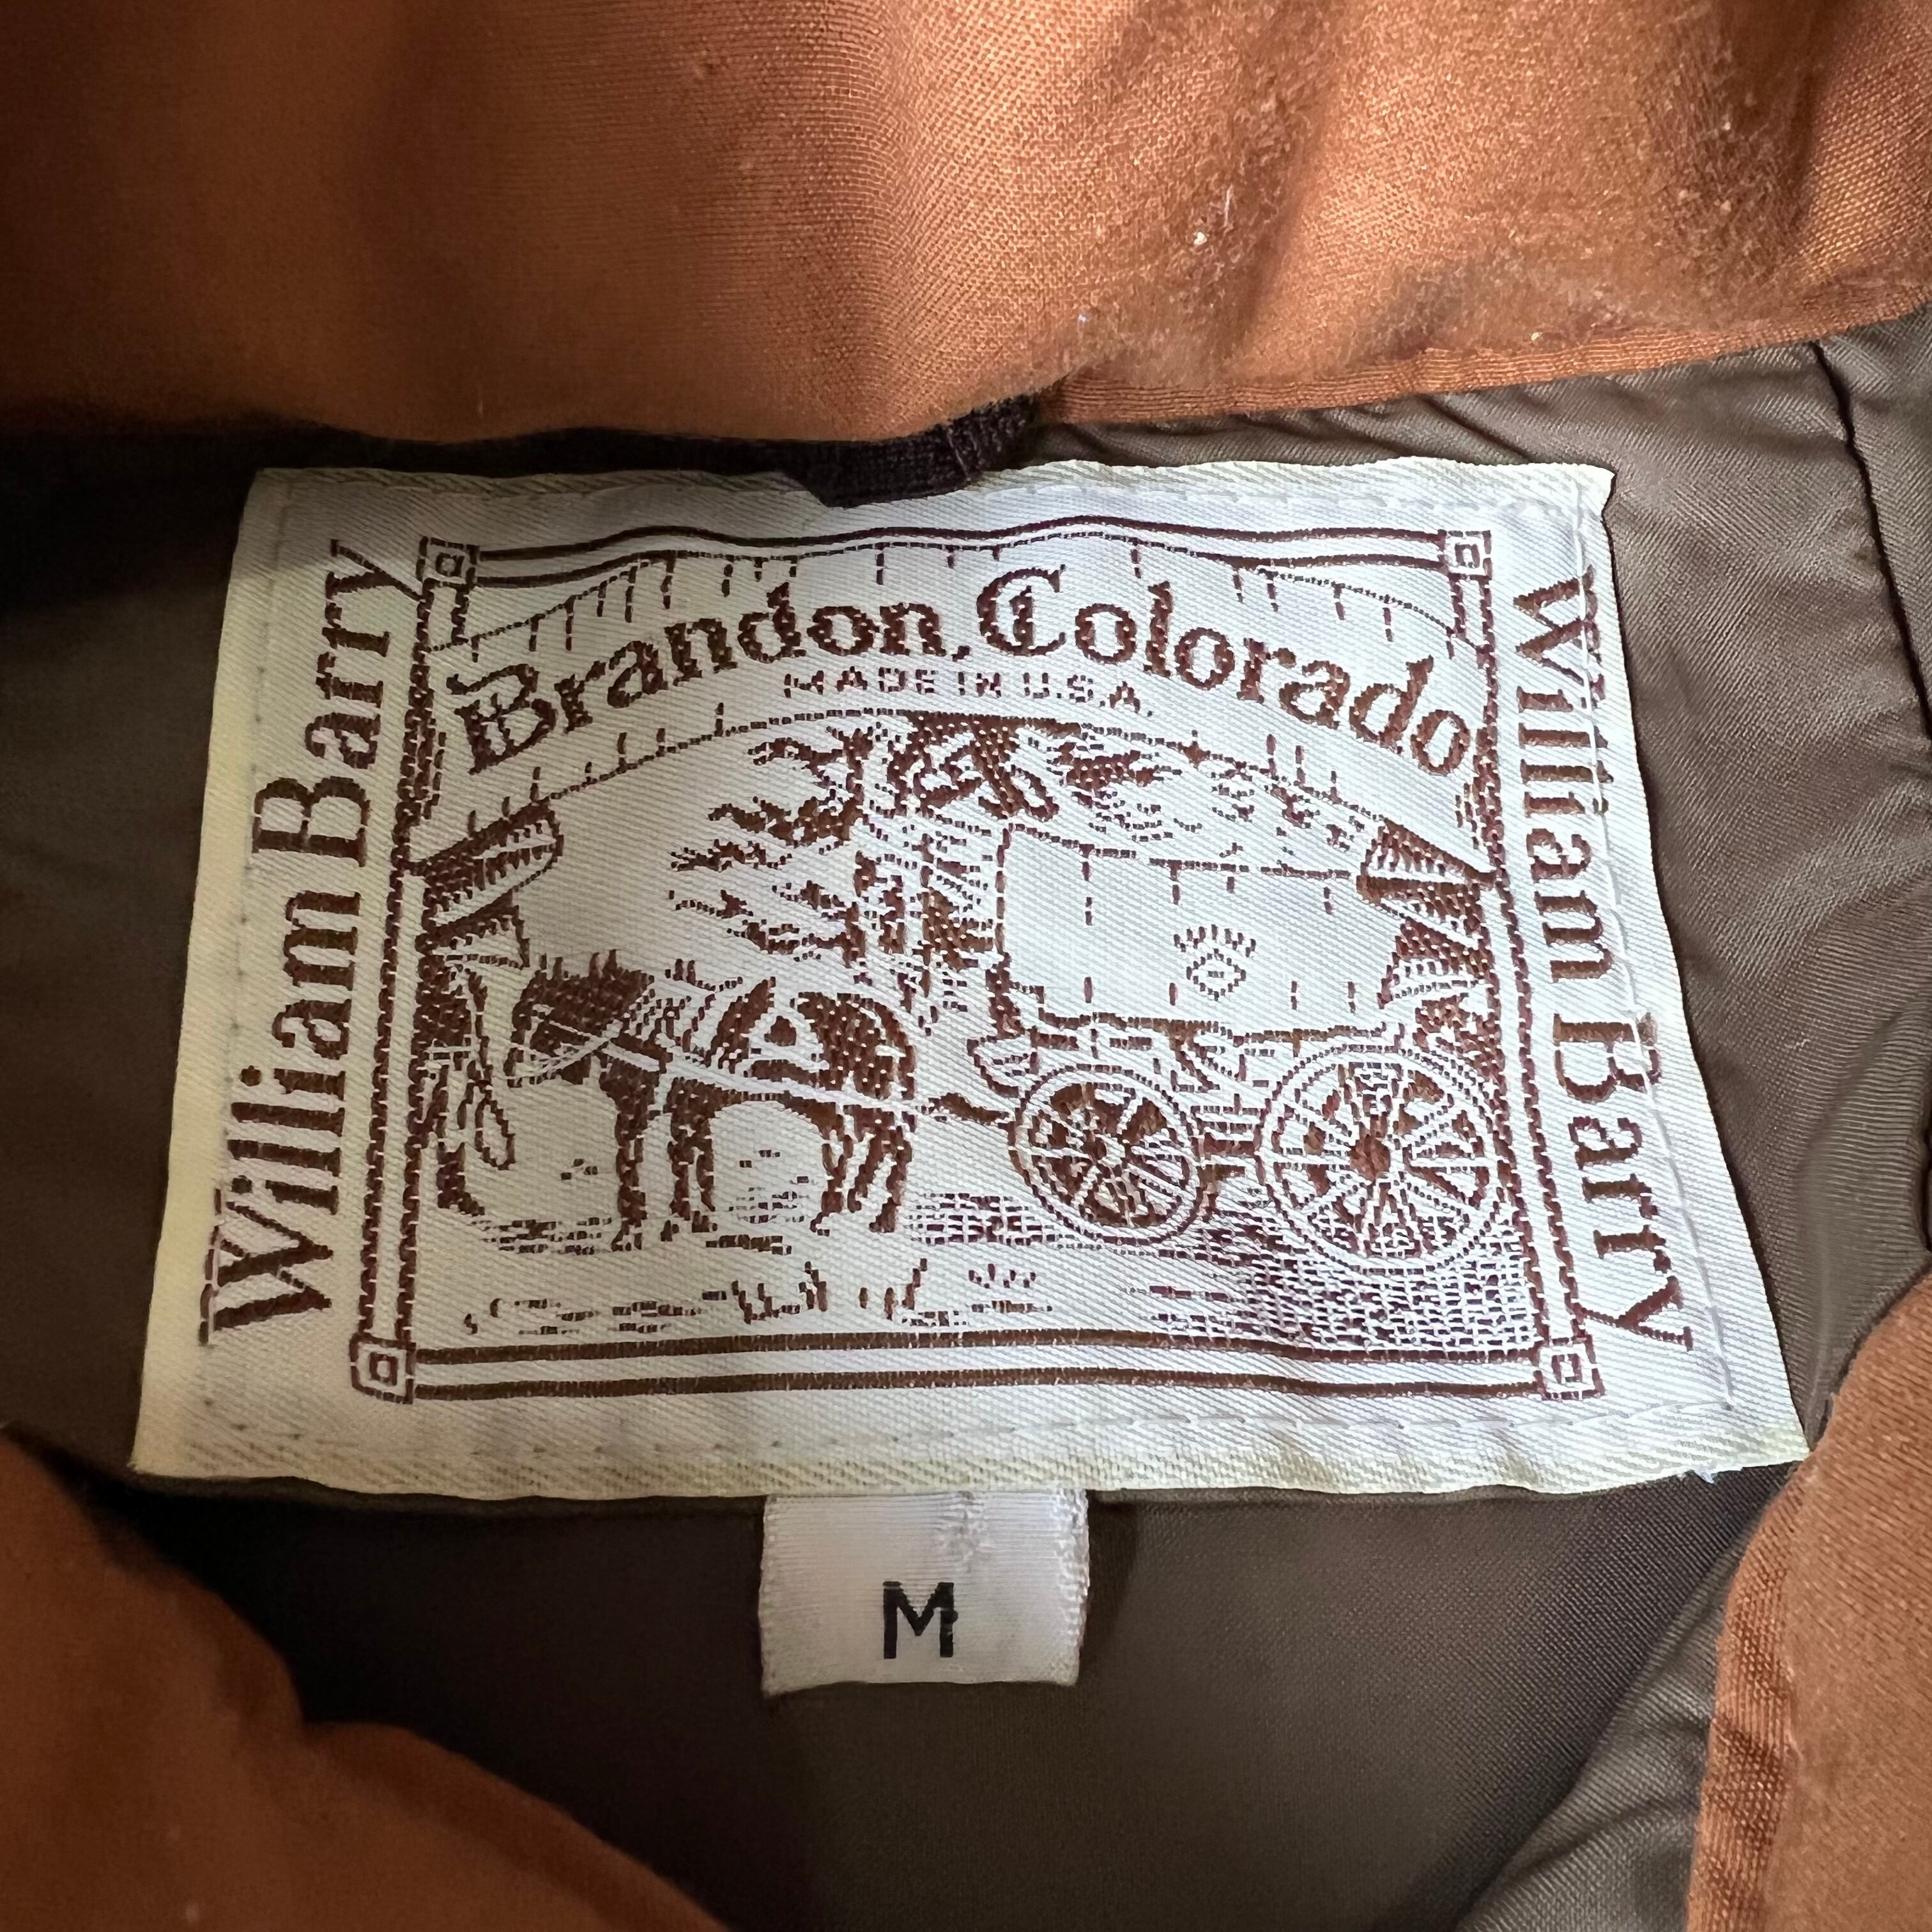 William Barry
Brandon, Colorado
MADE IN U.S.A.
William Barry
M